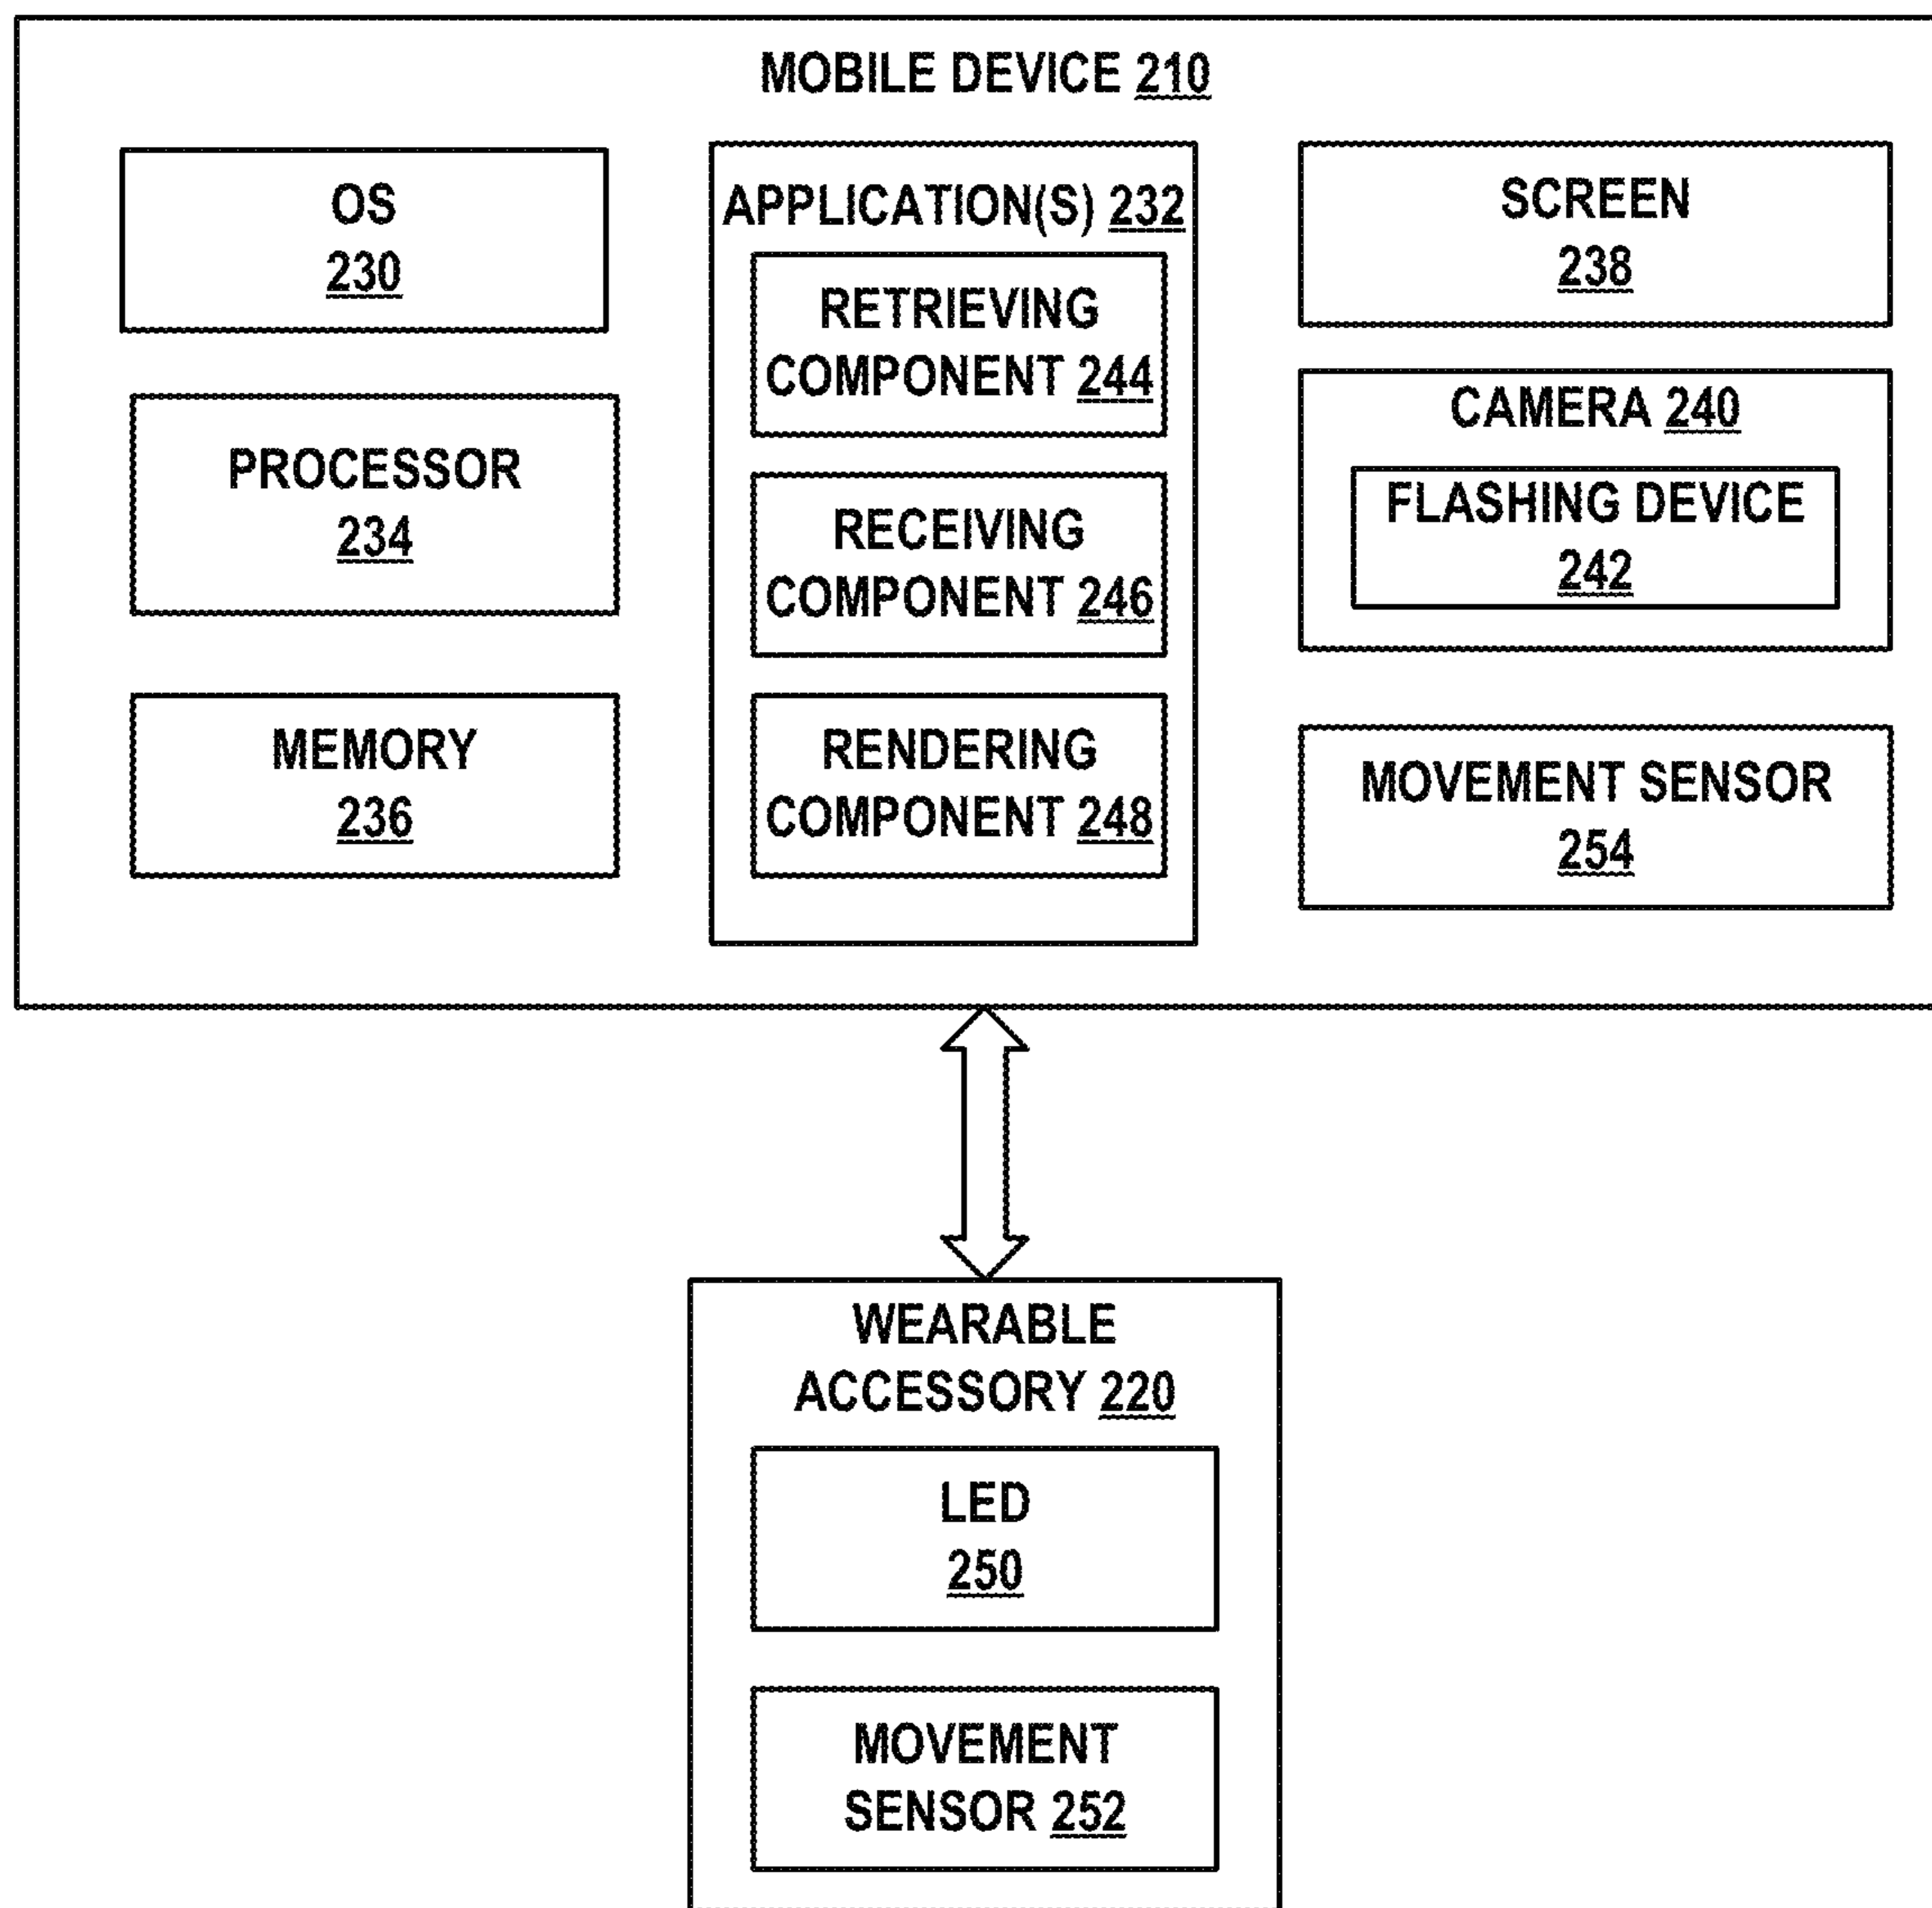 MOBILE DEVICE 210
OS
230
PROCESSOR
234
MEMORY
236
APPLICATION(S) 232
RETRIEVING
COMPONENT 244
RECEIVING
COMPONENT 246
RENDERING
COMPONENT 248
SCREEN
238
CAMERA 240
FLASHING DEVICE
242
MOVEMENT SENSOR
254
WEARABLE
ACCESSORY 220
LED
250
MOVEMENT
SENSOR 252